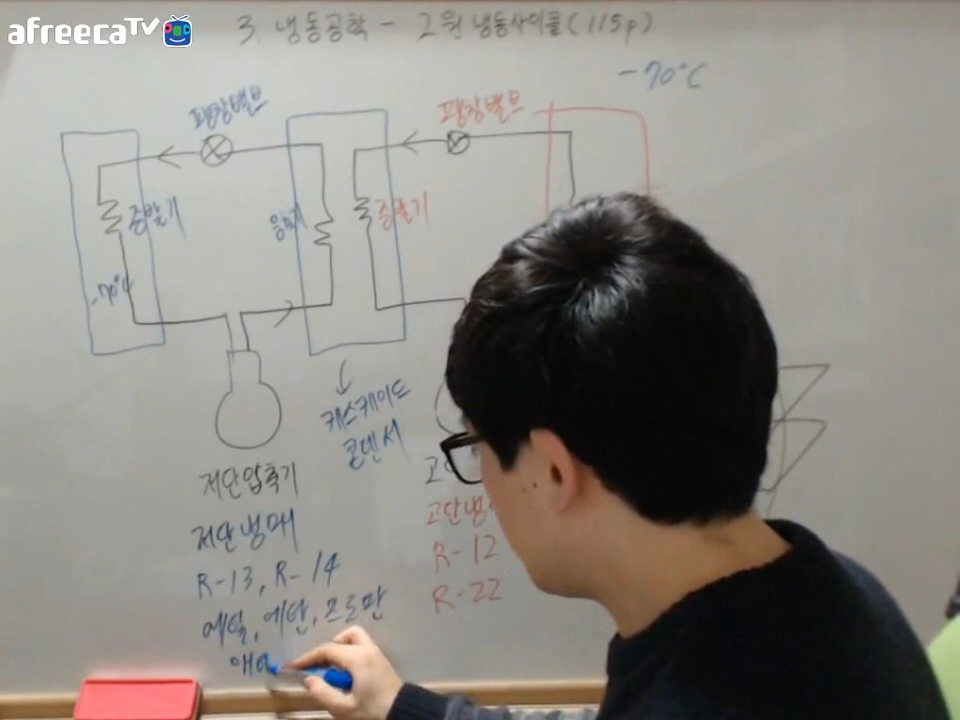 afreecaTV
3. 냉동공학 - 2원 냉동사이클 (115p)
-70°C
팽창밸브
팽창밸브
증발기
응축기
증발기
-70°C
캐스케이드
콘덴서
저단압축기
고
저단냉매
고단냉
R-13, R-14
R-12
R-22
에틸, 에탄, 프로판